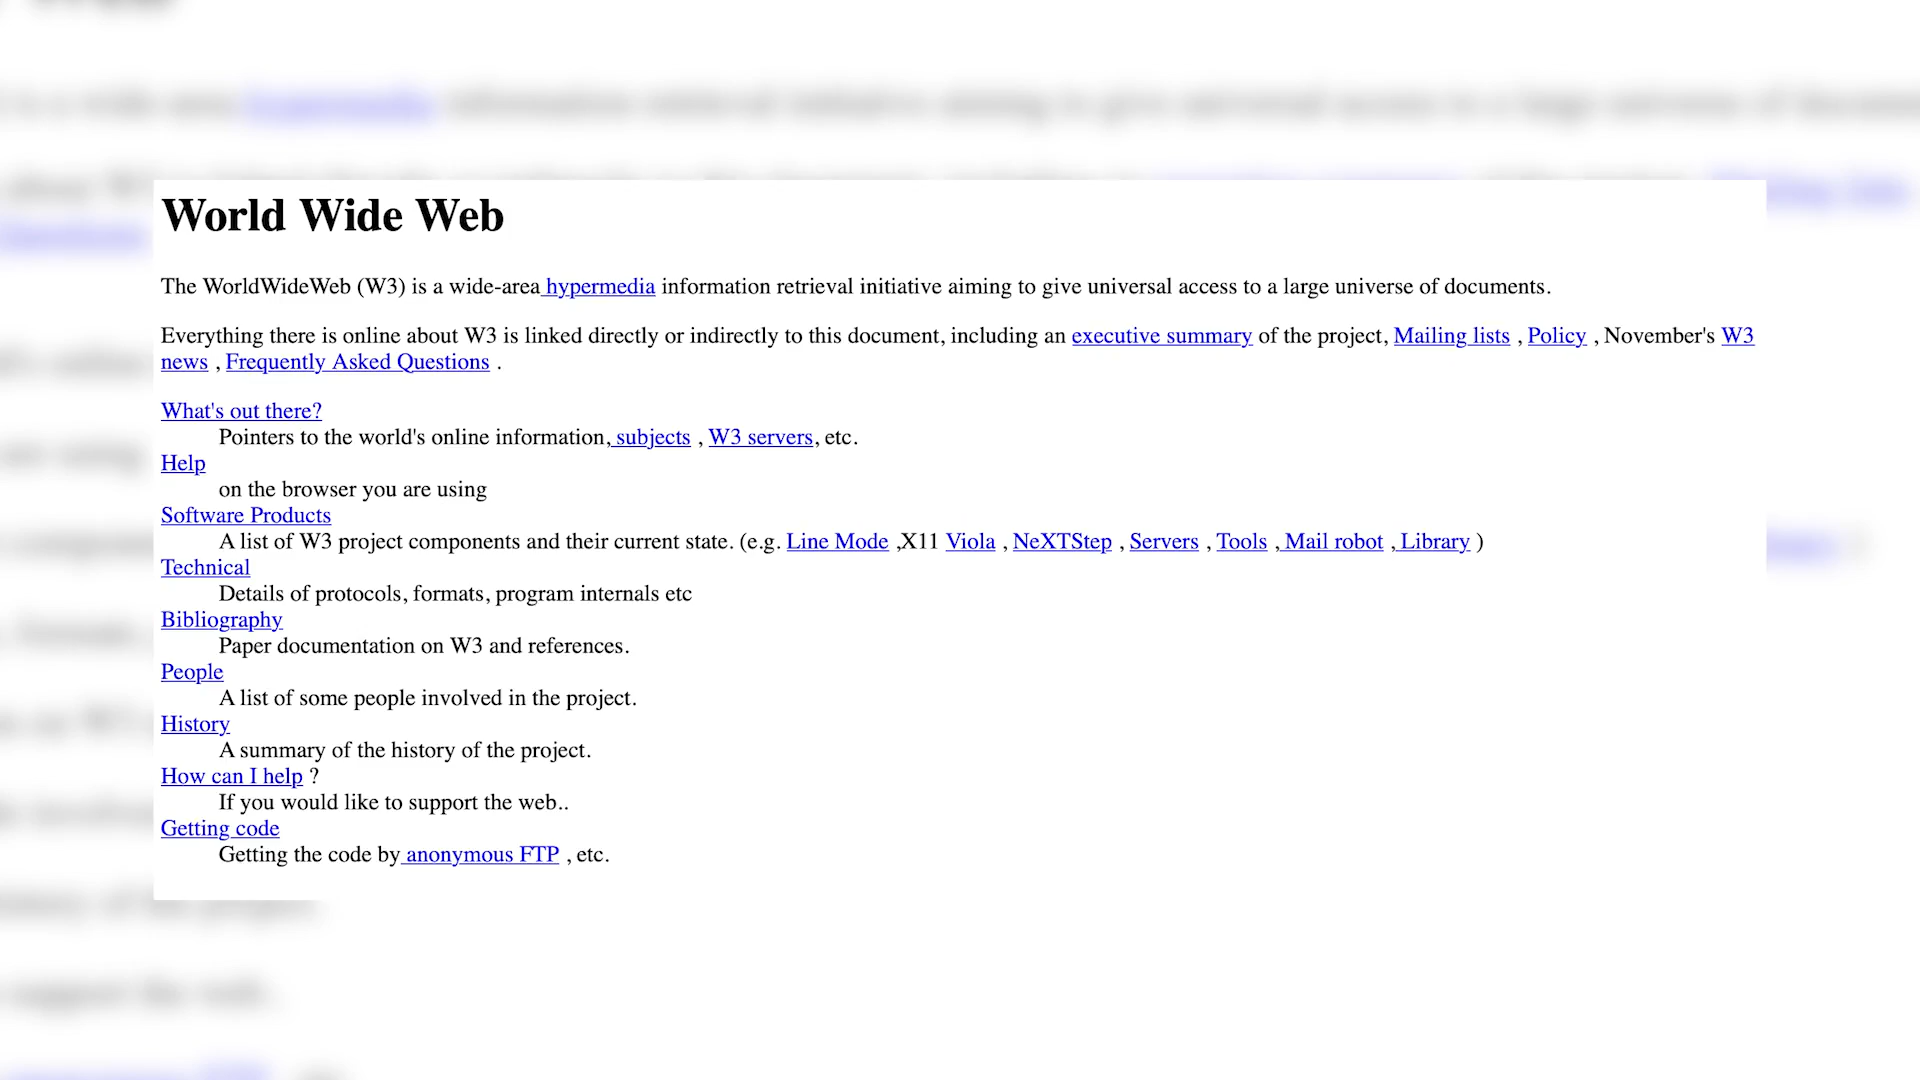 World Wide Web
The WorldWideWeb (W3) is a wide-area hypermedia information retrieval initiative aiming to give universal access to a large universe of documents.
Everything there is online about W3 is linked directly or indirectly to this document, including an executive summary of the project, Mailing lists , Policy , November's W3
news , Frequently Asked Questions .
What's out there?
Pointers to the world's online information, subjects , W3 servers, etc.
Help
on the browser you are using
Software Products
A list of W3 project components and their current state. (e.g. Line Mode ,X11 Viola , NeXTStep , Servers , Tools , Mail robot , Library )
Technical
Details of protocols, formats, program internals etc
Bibliography
Paper documentation on W3 and references.
People
A list of some people involved in the project.
History
A summary of the history of the project.
How can I help ?
If you would like to support the web..
Getting code
Getting the code by anonymous FTP , etc.